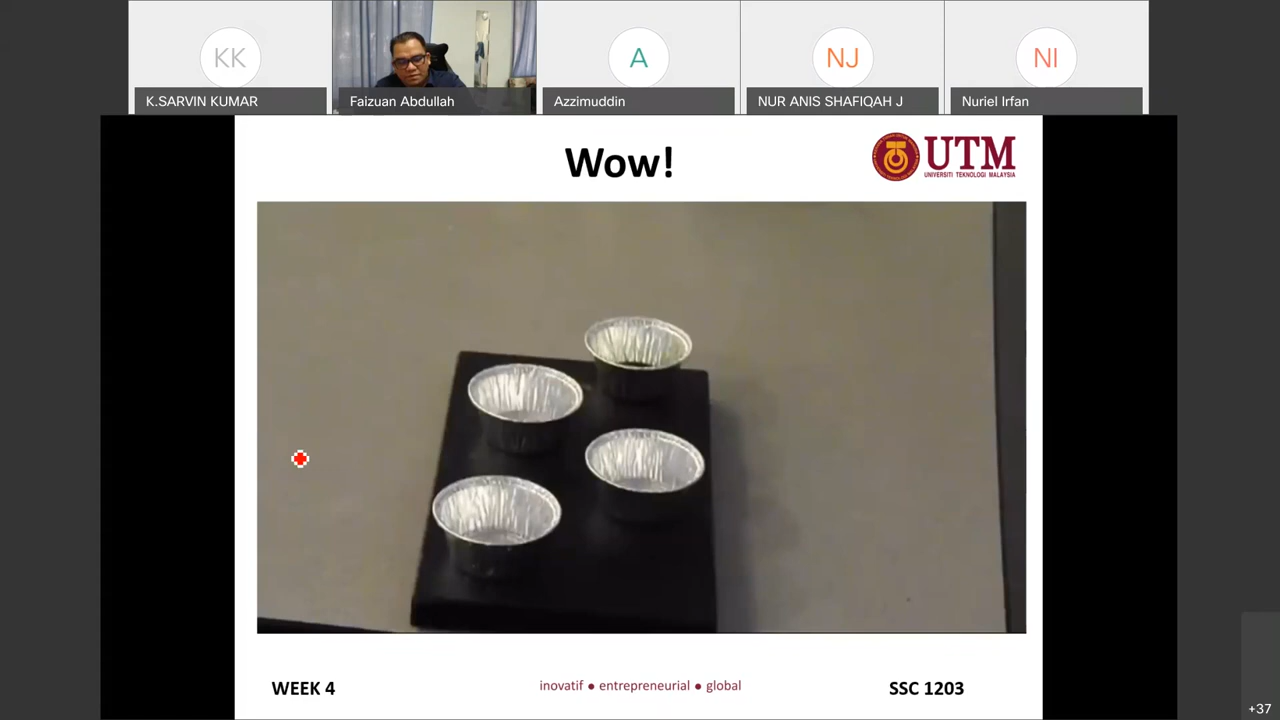 KK
K.SARVIN KUMAR
Faizuan Abdullah
A
Azzimuddin
NJ
NUR ANIS SHAFIQAH J
NI
Nuriel Irfan
Wow!
UTM
UNIVERSITI TEKNOLOGI MALAYSIA
WEEK 4
inovatif ● entrepreneurial ● global
SSC 1203
+37